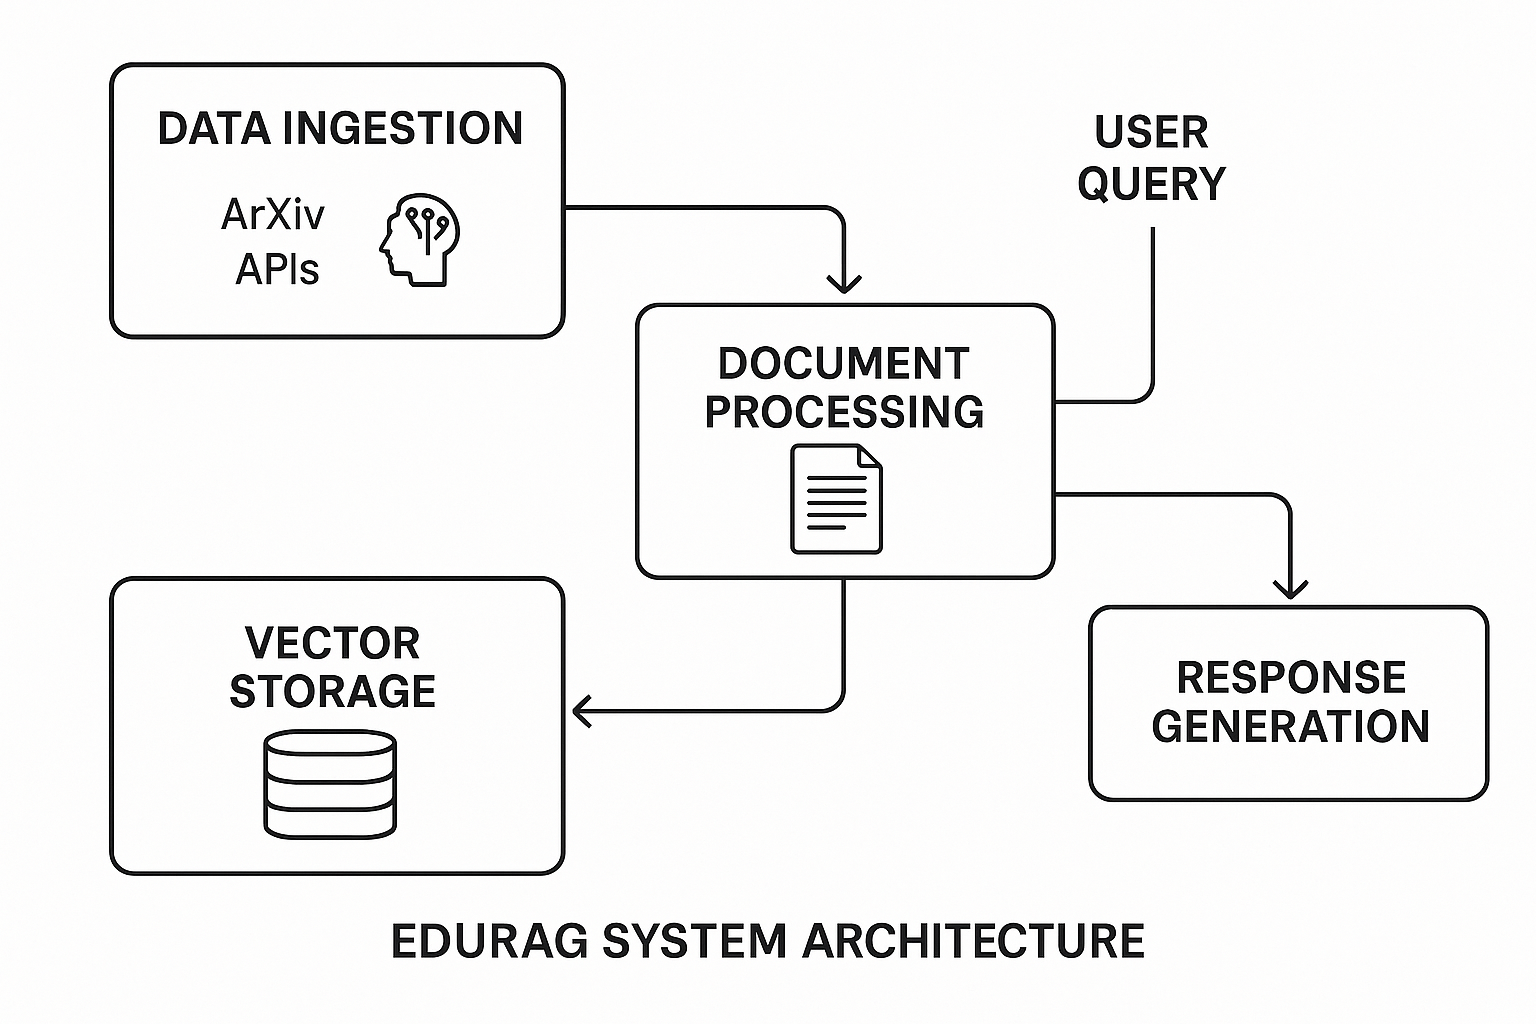 DATA INGESTION
ArXiv
APIs
USER
QUERY
DOCUMENT
PROCESSING
VECTOR
STORAGE
RESPONSE
GENERATION
EDURAG SYSTEM ARCHITECTURE